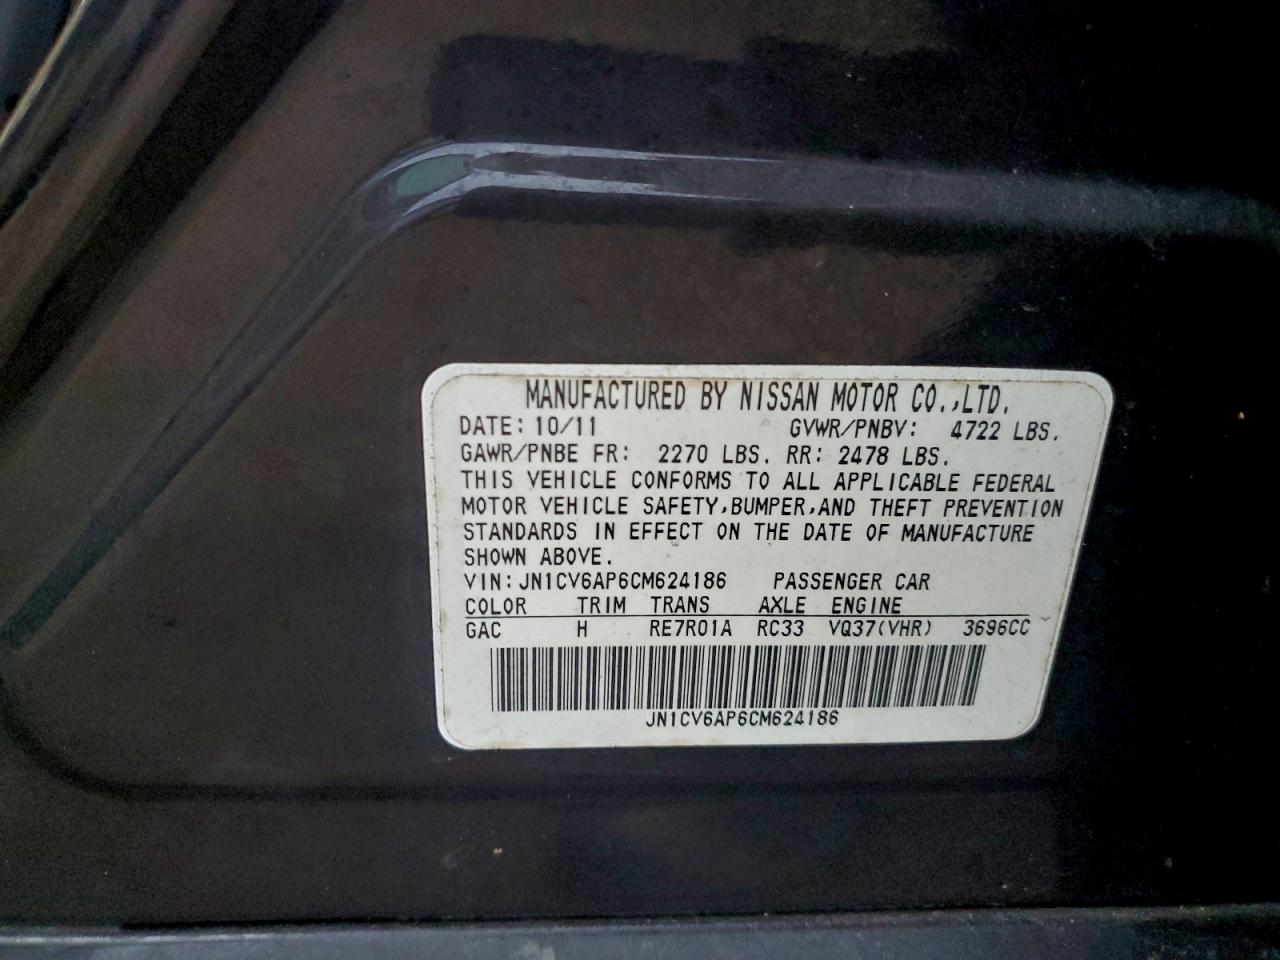 MANUFACTURED BY NISSAN MOTOR CO.,LTD.
DATE: 10/11 GVWR/PNBV: 4722 LBS.
GAWR/PNBE FR: 2270 LBS. RR: 2478 LBS.
THIS VEHICLE CONFORMS TO ALL APPLICABLE FEDERAL
MOTOR VEHICLE SAFETY,BUMPER,AND THEFT PREVENTION
STANDARDS IN EFFECT ON THE DATE OF MANUFACTURE
SHOWN ABOVE.
VIN: JN1CV6AP6CM624186 PASSENGER CAR
COLOR TRIM TRANS AXLE ENGINE
GAC H RE7R01A RC33 VQ37(VHR) 3696CC
JN1CV6AP6CM624186